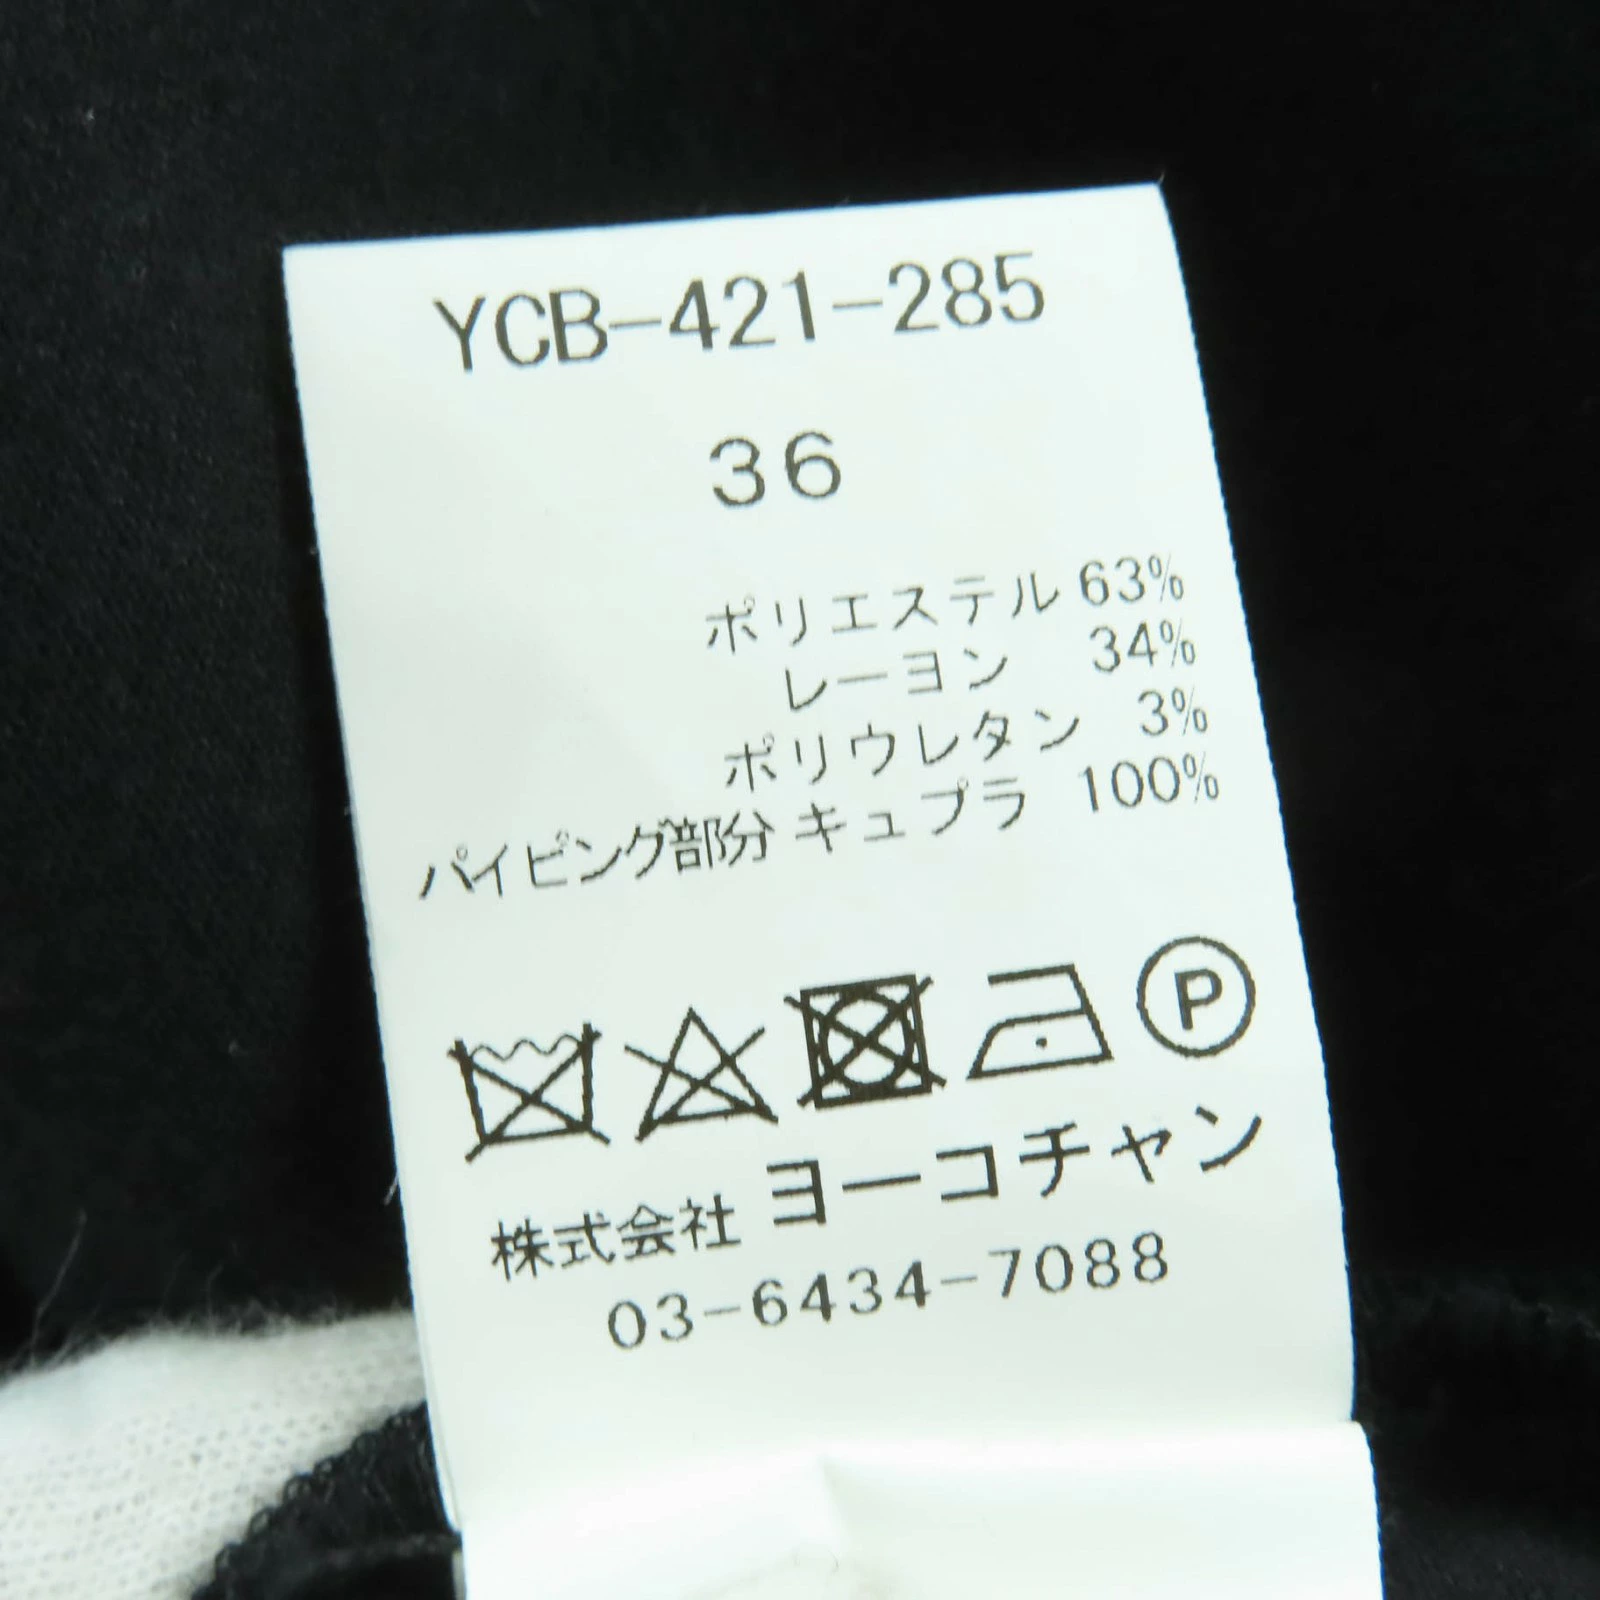 YCB-421-285
36
ポリエステル 63%
レーヨン 34%
ポリウレタン 3%
パイピング部分 キュプラ 100%
P
株式会社 ヨーコチャン
03-6434-7088